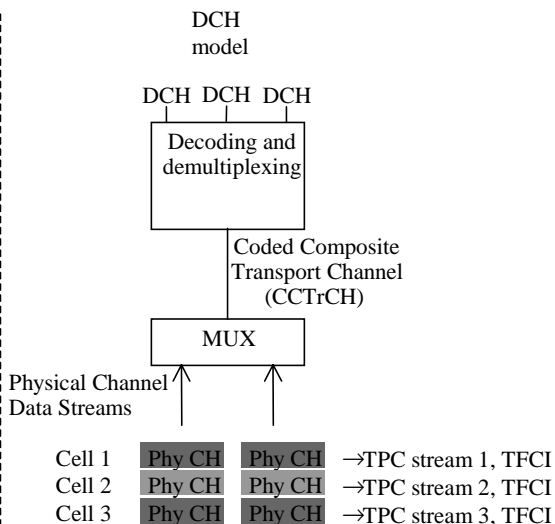 DCH
model
DCH DCH DCH
Decoding and
demultiplexing
Coded Composite
Transport Channel
(CCTrCH)
MUX
Physical Channel
Data Streams
Cell 1 Phy CH Phy CH →TPC stream 1, TFCI
Cell 2 Phy CH Phy CH →TPC stream 2, TFCI
Cell 3 Phy CH Phy CH →TPC stream 3, TFCI